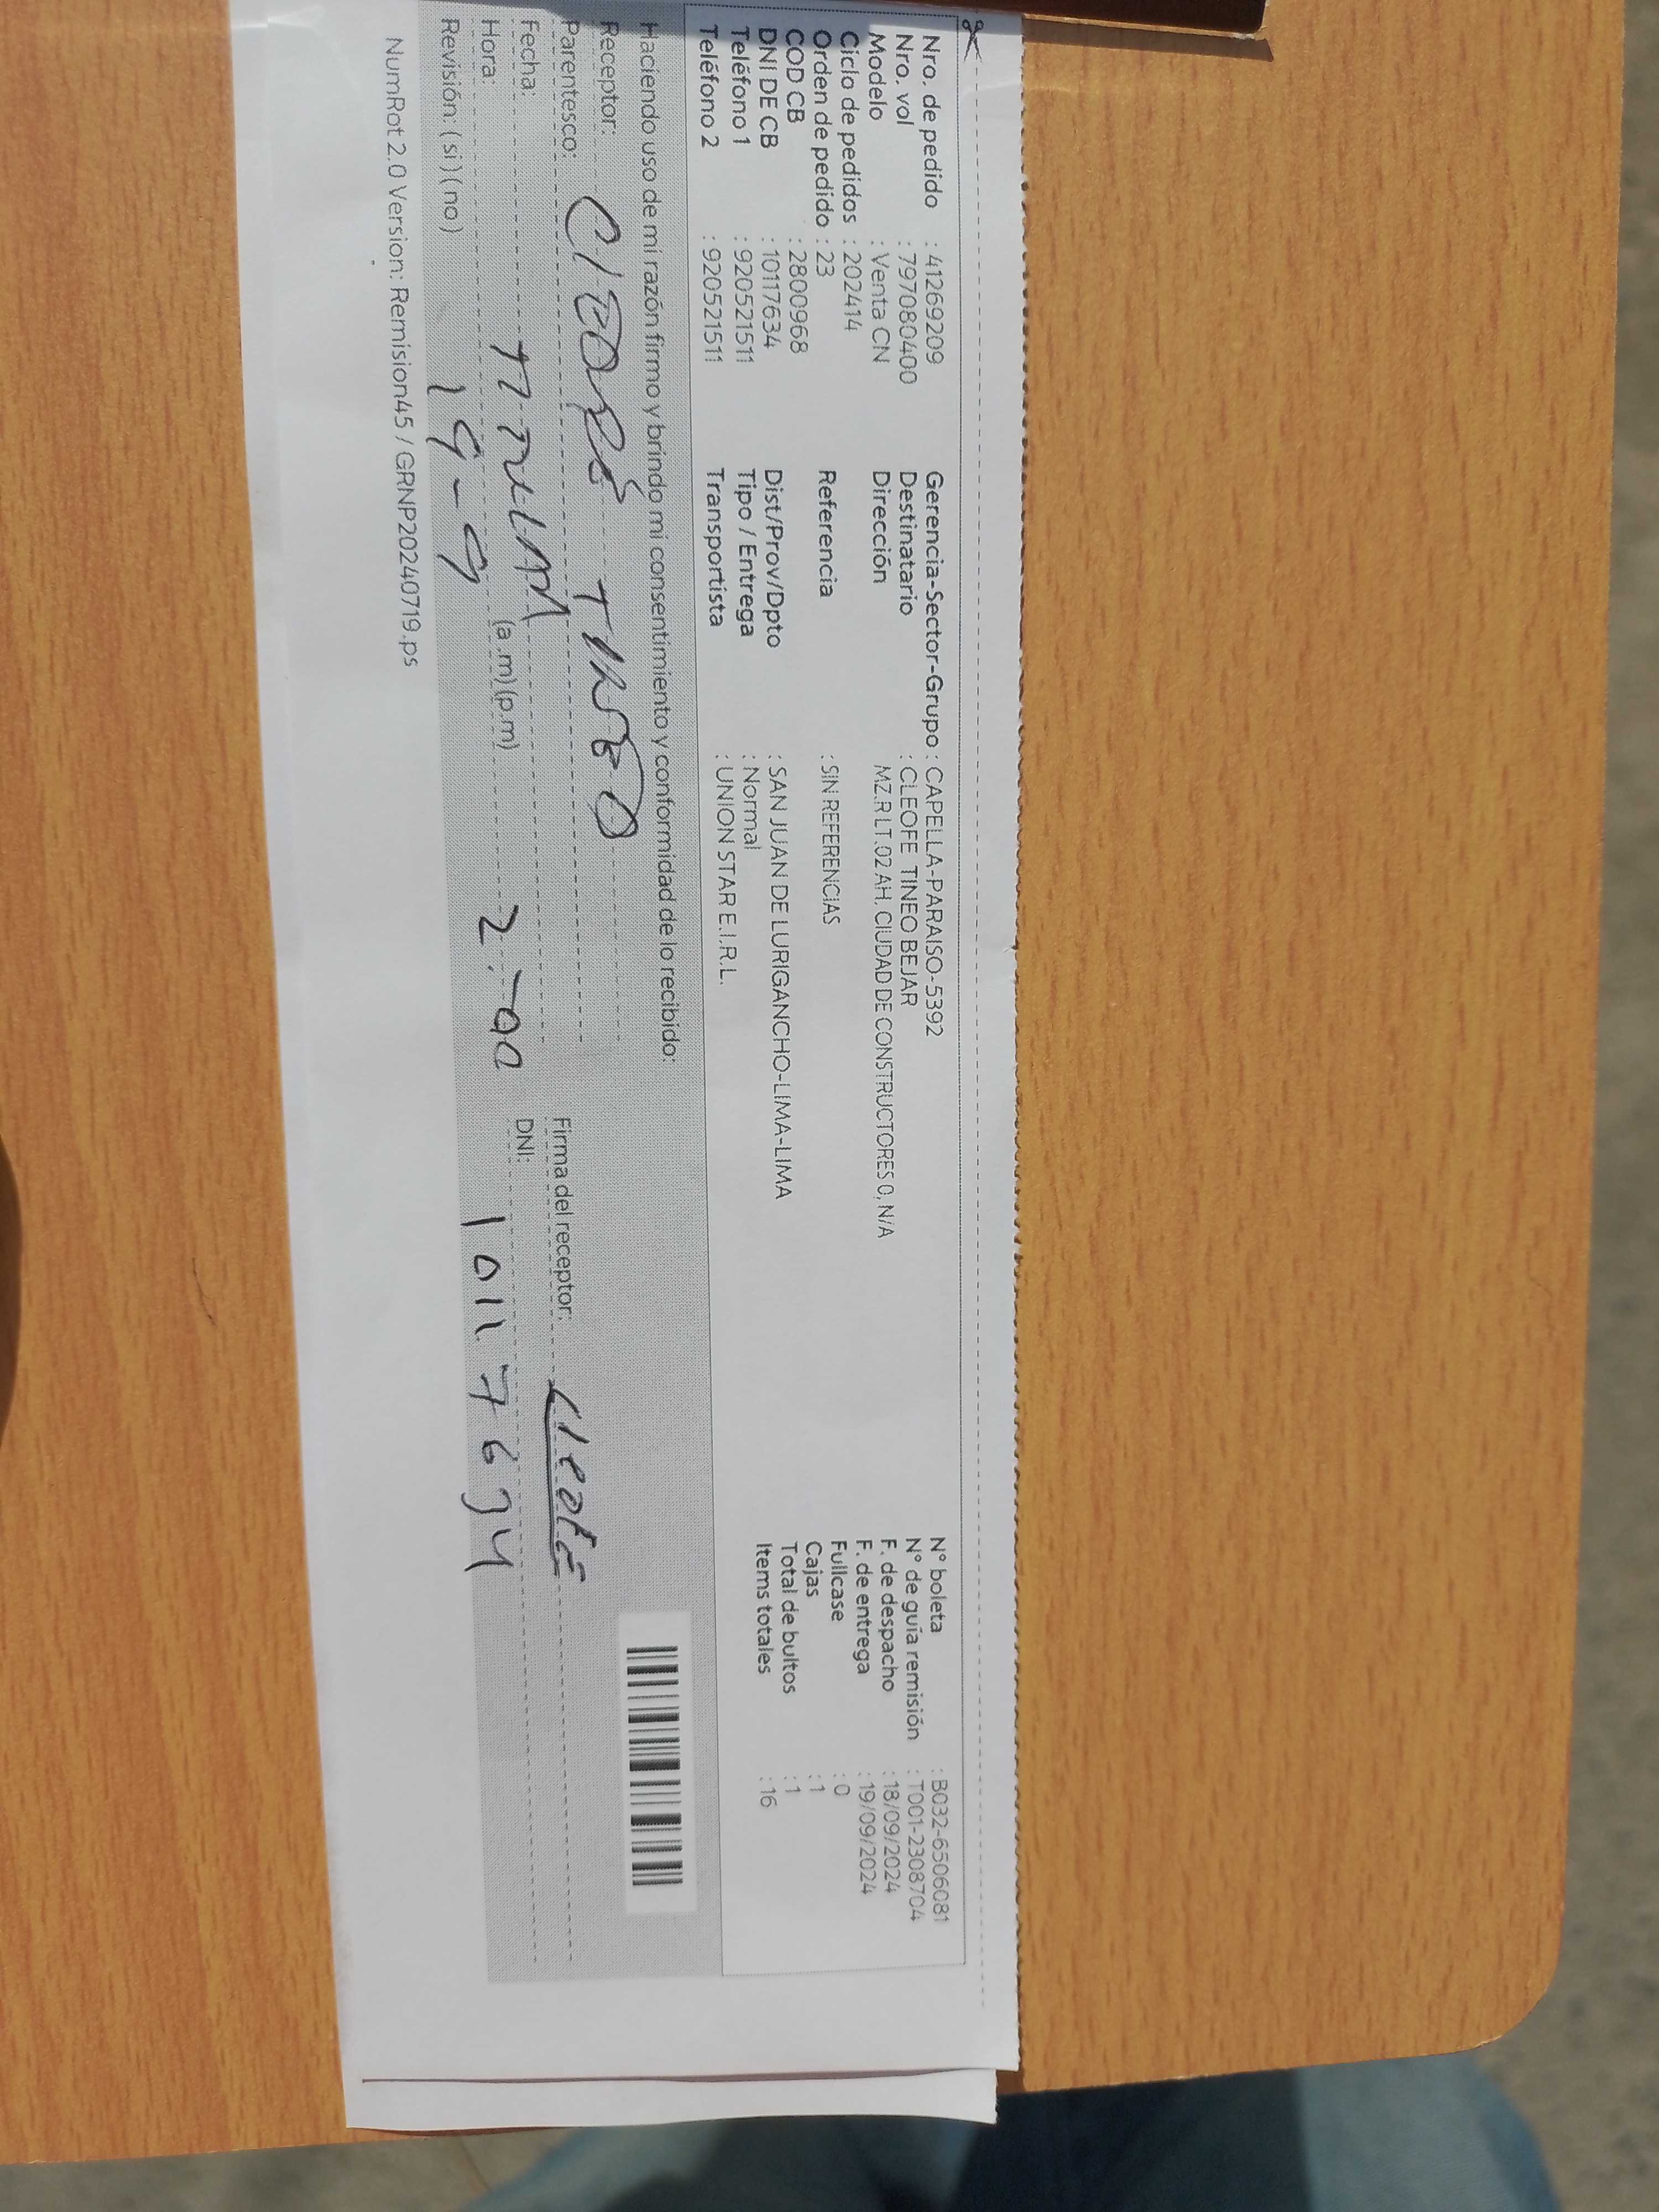 Nro. de pedido : 41269209
Nro. vol : 797080400
Modelo : Venta CN
Ciclo de pedidos : 202414
Orden de pedido : 23
COD CB : 2800968
DNI DE CB : 10117634
Teléfono 1 : 920521511
Teléfono 2 : 920521511
Gerencia-Sector-Grupo : CAPELLA-PARAISO-5392
Destinatario : CLEOFE TINEO BEJAR
Dirección MZ.R LT.02 AH. CIUDAD DE CONSTRUCTORES 0, N/A
Referencia : SIN REFERENCIAS
Dist/Prov/Dpto : SAN JUAN DE LURIGANCHO-LIMA-LIMA
Tipo / Entrega : Normal
Transportista : UNION STAR E.I.R.L.
N° boleta : B032-6506081
N° de guía remisión : T001-2308704
F. de despacho : 18/09/2024
F. de entrega : 19/09/2024
Fullcase : 0
Cajas : 1
Total de bultos : 1
Items totales : 16
Haciendo uso de mi razón firmo y brindo mi consentimiento y conformidad de lo recibido:
Receptor:
Parentesco:
Fecha:
Hora: 19-9 (a.m) (p.m) 2:00
Revisión: (si) (no)
Firma del receptor: Cleofé
DNI: 10117634
NumRot 2.0 Version: Remision45 / GRNP20240719.ps